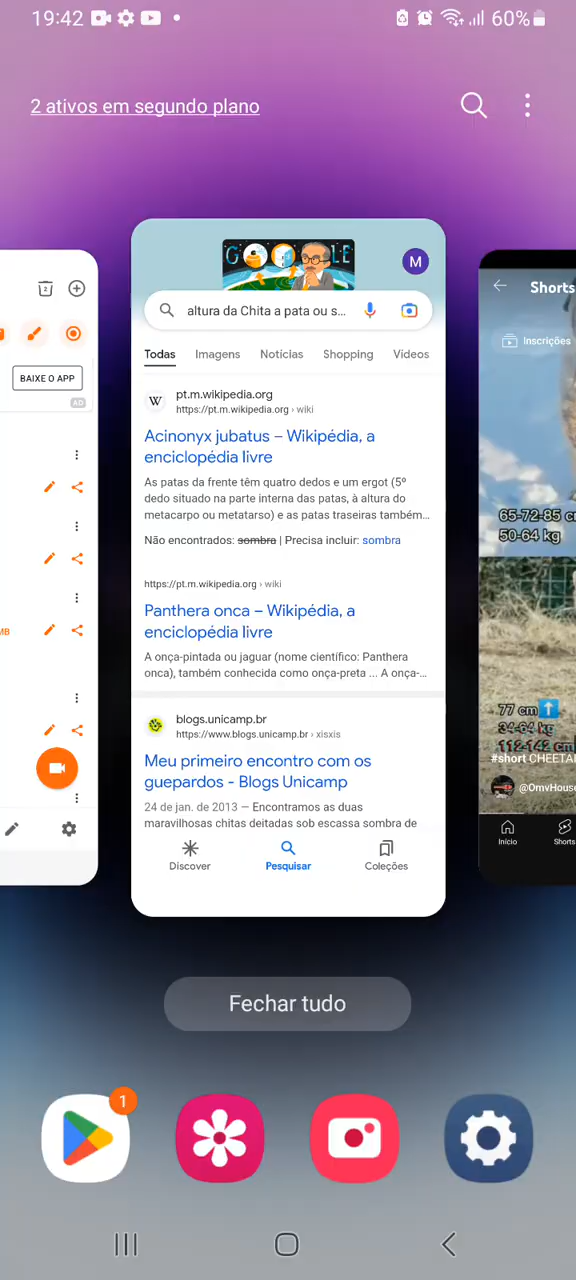 19:42
60%
2 ativos em segundo plano
BAIXE O APP
AD
MB
GOOGLE
M
altura da Chita a pata ou s...
Todas Imagens Notícias Shopping Vídeos
W
pt.m.wikipedia.org
https://pt.m.wikipedia.org › wiki
Acinonyx jubatus – Wikipédia, a
enciclopédia livre
As patas da frente têm quatro dedos e um ergot (5º
dedo situado na parte interna das patas, à altura do
metacarpo ou metatarso) e as patas traseiras também...
Não encontrados: sombra | Precisa incluir: sombra
https://pt.m.wikipedia.org › wiki
Panthera onca – Wikipédia, a
enciclopédia livre
A onça-pintada ou jaguar (nome científico: Panthera
onca), também conhecida como onça-preta ... A onça-...
blogs.unicamp.br
https://www.blogs.unicamp.br › xisxis
Meu primeiro encontro com os
guepardos - Blogs Unicamp
24 de jan. de 2013 — Encontramos as duas
maravilhosas chitas deitadas sob escassa sombra de
Discover Pesquisar Coleções
Shorts
Inscrições
65-72-85 c
50-64 kg
77 cm
34-64 kg
112-142 cm
#short CHEETA
@OmvHouse
Início Shorts
Fechar tudo
1